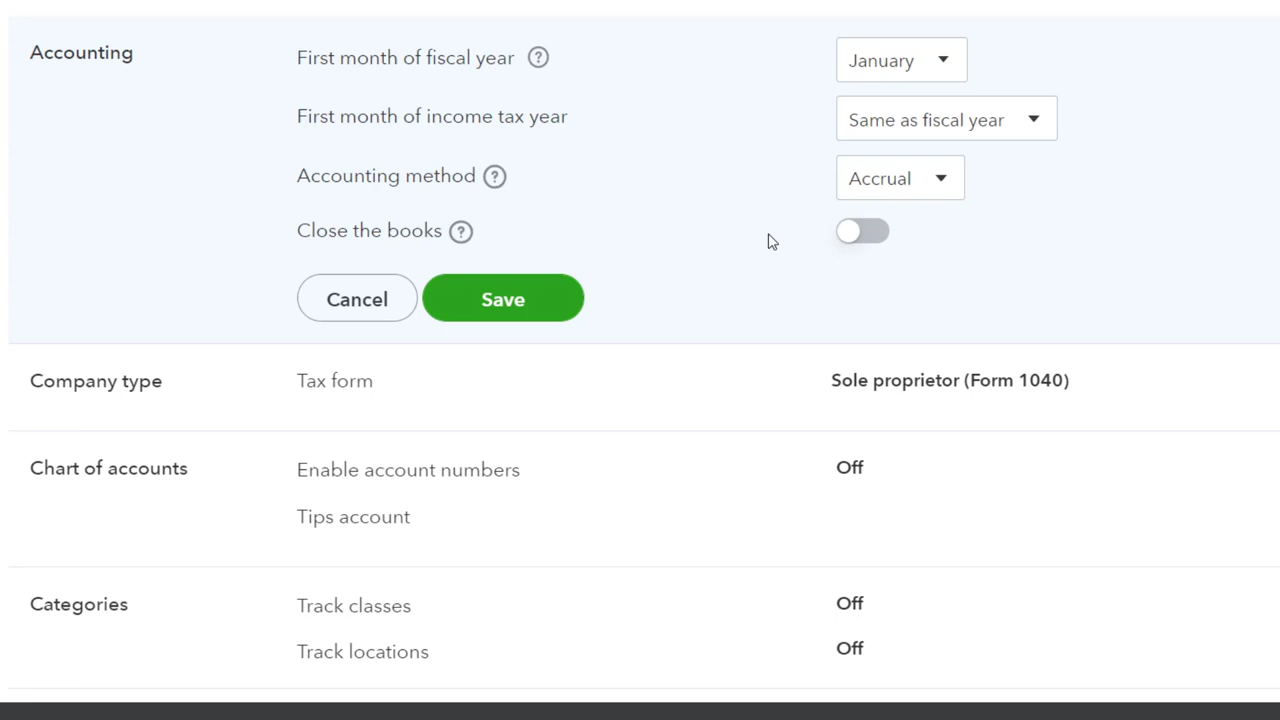 Accounting
First month of fiscal year ? January
First month of income tax year Same as fiscal year
Accounting method ? Accrual
Close the books ?
Cancel Save
Company type Tax form Sole proprietor (Form 1040)
Chart of accounts Enable account numbers Off
Tips account
Categories Track classes Off
Track locations Off